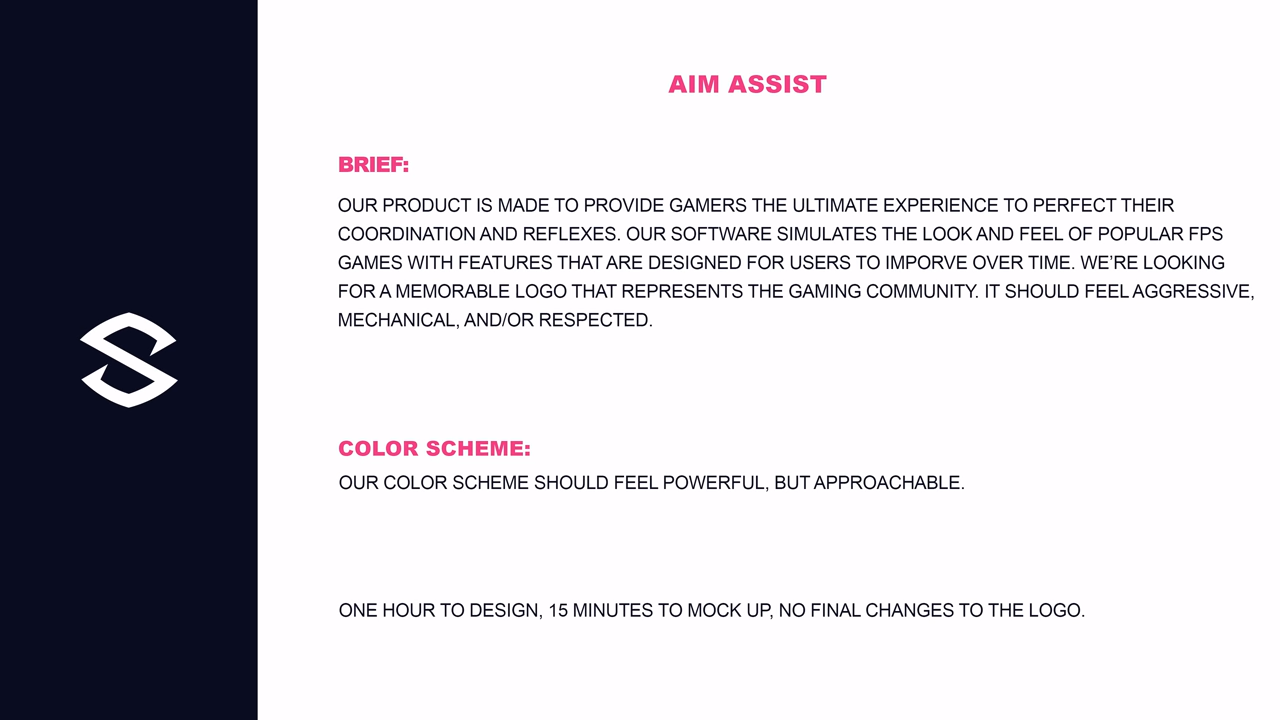 AIM ASSIST
BRIEF:
OUR PRODUCT IS MADE TO PROVIDE GAMERS THE ULTIMATE EXPERIENCE TO PERFECT THEIR
COORDINATION AND REFLEXES. OUR SOFTWARE SIMULATES THE LOOK AND FEEL OF POPULAR FPS
GAMES WITH FEATURES THAT ARE DESIGNED FOR USERS TO IMPORVE OVER TIME. WE’RE LOOKING
FOR A MEMORABLE LOGO THAT REPRESENTS THE GAMING COMMUNITY. IT SHOULD FEEL AGGRESSIVE,
MECHANICAL, AND/OR RESPECTED.
COLOR SCHEME:
OUR COLOR SCHEME SHOULD FEEL POWERFUL, BUT APPROACHABLE.
ONE HOUR TO DESIGN, 15 MINUTES TO MOCK UP, NO FINAL CHANGES TO THE LOGO.